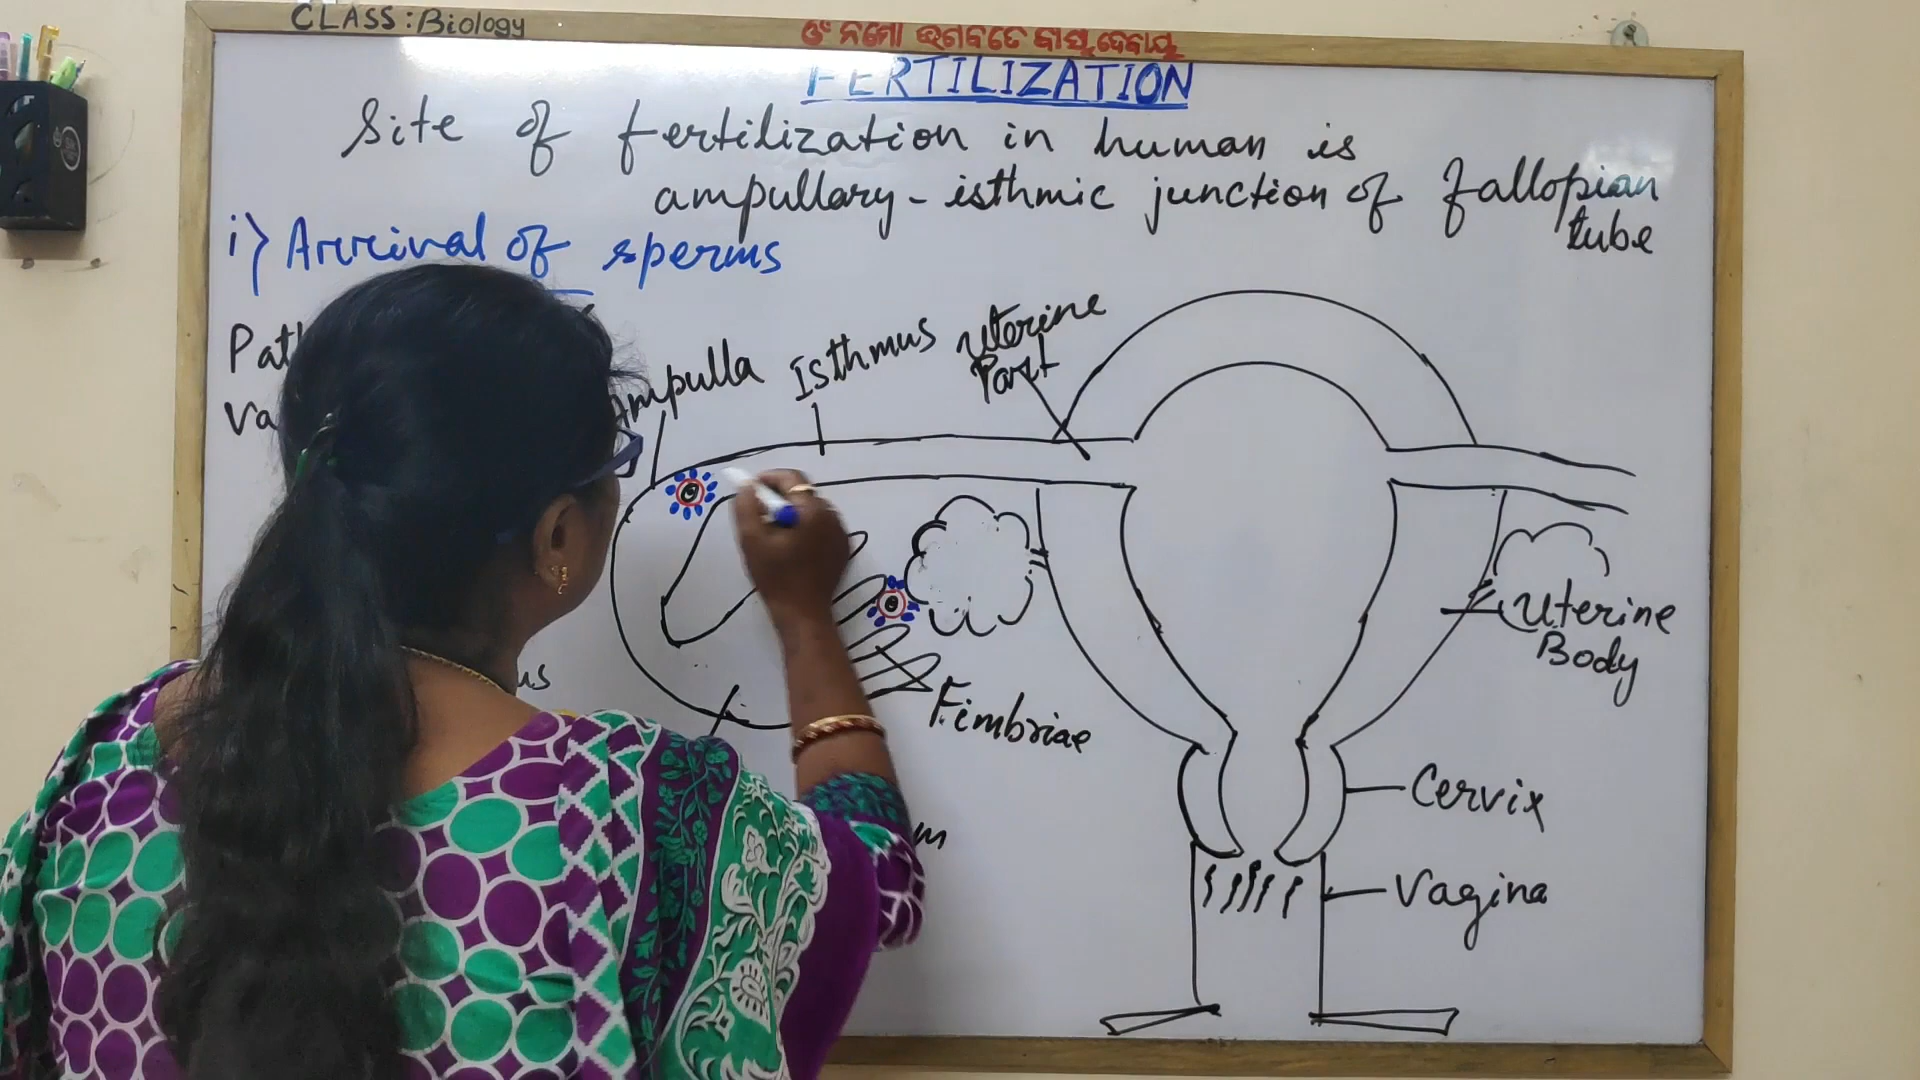 CLASS: Biology
ଓଁ ନମୋ ଭଗବତେ ବାସୁଦେବାୟ
FERTILIZATION
Site of fertilization in human is
ampullary - isthmic junction of fallopian
tube
i) Arrival of sperms
Ampulla
Isthmus
Uterine
Part
Fimbriae
Uterine
Body
Cervix
Vagina